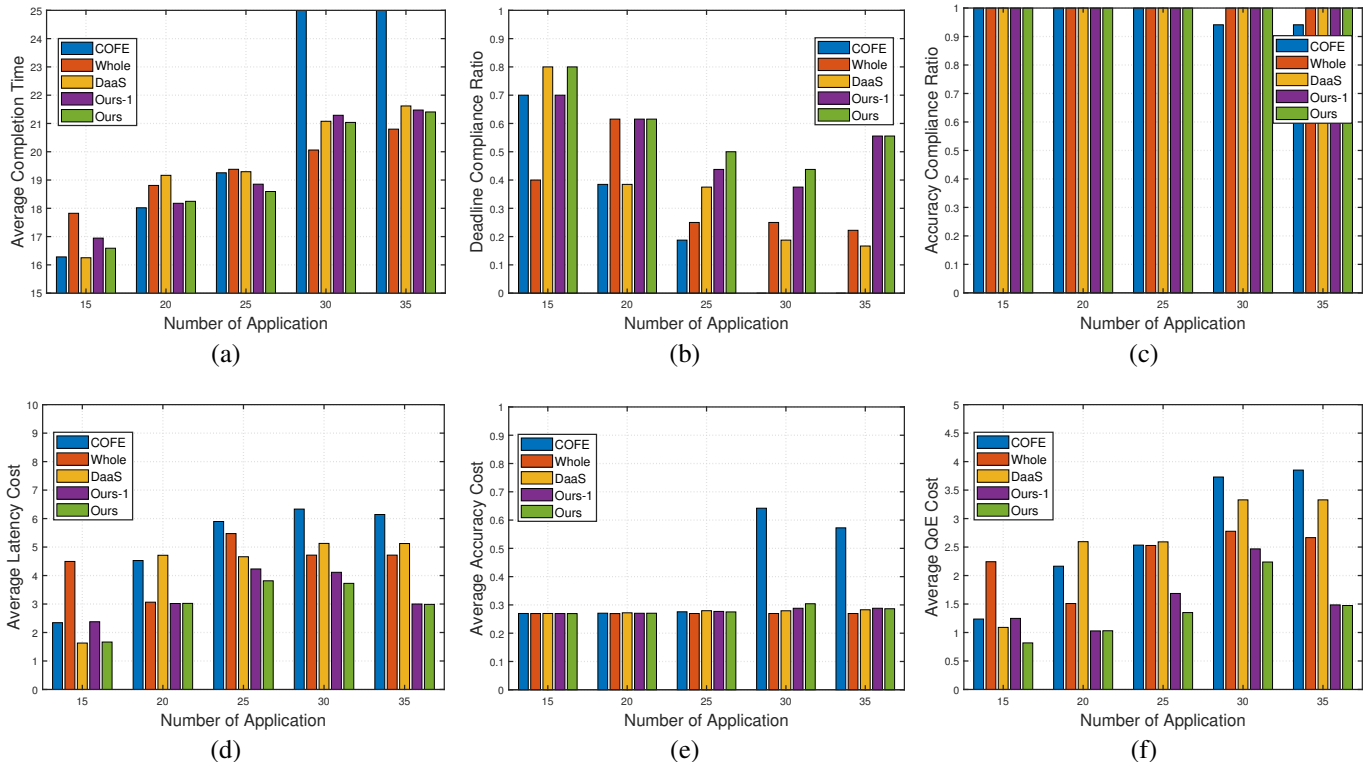 25
24
23
22
21
20
19
18
17
16
15
Average Completion Time
COFE
Whole
DaaS
Ours-1
Ours
15 20 25 30 35
Number of Application
(a)
1
0.9
0.8
0.7
0.6
0.5
0.4
0.3
0.2
0.1
0
Deadline Compliance Ratio
COFE
Whole
DaaS
Ours-1
Ours
15 20 25 30 35
Number of Application
(b)
1
0.9
0.8
0.7
0.6
0.5
0.4
0.3
0.2
0.1
0
Accuracy Compliance Ratio
COFE
Whole
DaaS
Ours-1
Ours
15 20 25 30 35
Number of Application
(c)
10
9
8
7
6
5
4
3
2
1
0
Average Latency Cost
COFE
Whole
DaaS
Ours-1
Ours
15 20 25 30 35
Number of Application
(d)
1
0.9
0.8
0.7
0.6
0.5
0.4
0.3
0.2
0.1
0
Average Accuracy Cost
COFE
Whole
DaaS
Ours-1
Ours
15 20 25 30 35
Number of Application
(e)
5
4.5
4
3.5
3
2.5
2
1.5
1
0.5
0
Average QoE Cost
COFE
Whole
DaaS
Ours-1
Ours
15 20 25 30 35
Number of Application
(f)